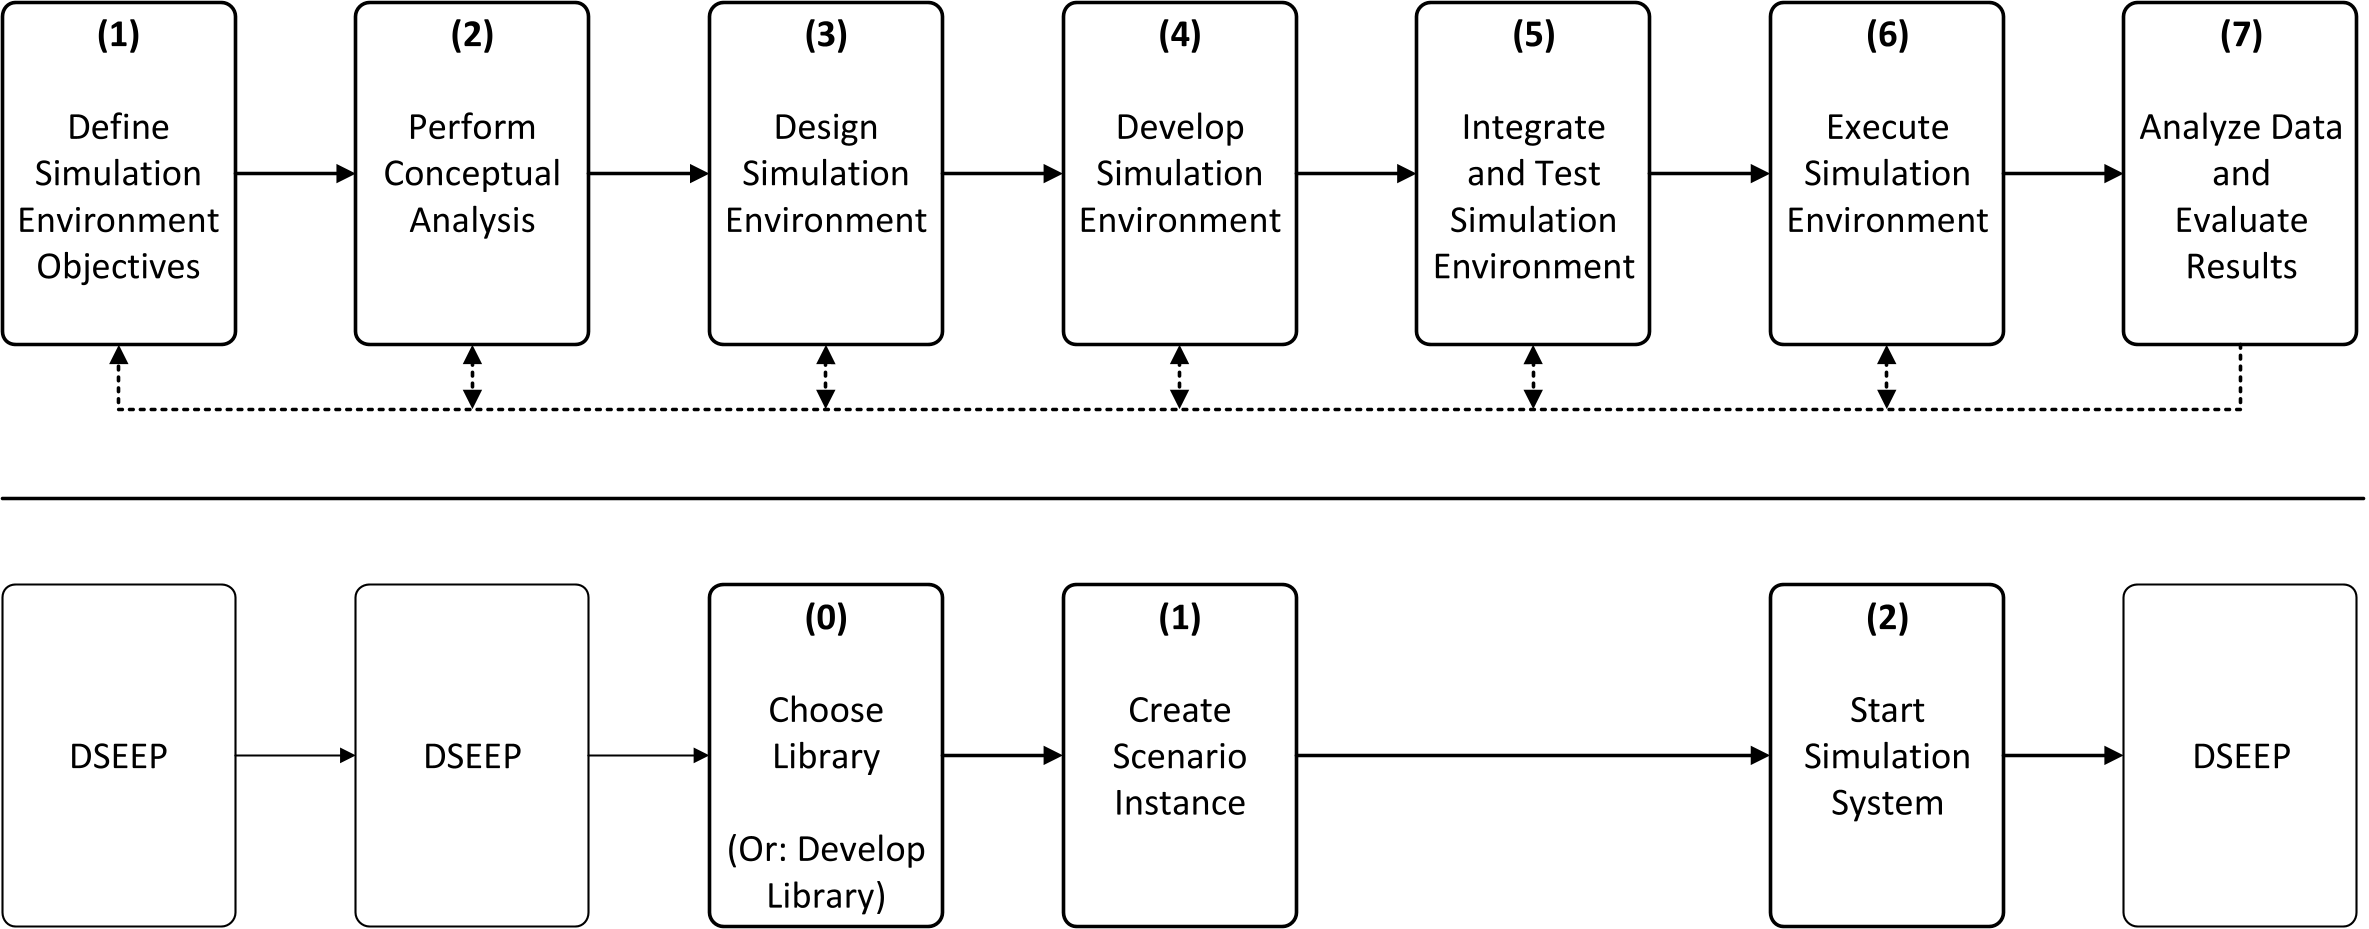 (1)
Define
Simulation
Environment
Objectives
(2)
Perform
Conceptual
Analysis
(3)
Design
Simulation
Environment
(4)
Develop
Simulation
Environment
(5)
Integrate
and Test
Simulation
Environment
(6)
Execute
Simulation
Environment
(7)
Analyze Data
and
Evaluate
Results
DSEEP
DSEEP
(0)
Choose
Library
(Or: Develop
Library)
(1)
Create
Scenario
Instance
(2)
Start
Simulation
System
DSEEP